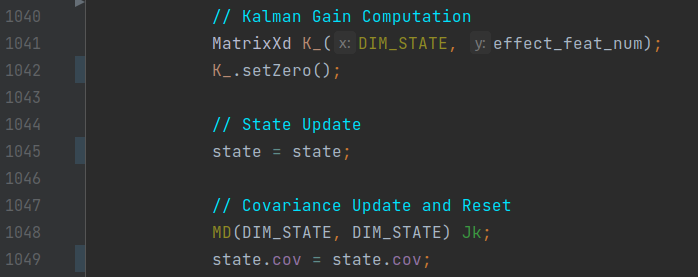 1040 // Kalman Gain Computation
1041 MatrixXd K_( x: DIM_STATE, y: effect_feat_num);
1042 K_.setZero();
1043
1044 // State Update
1045 state = state;
1046
1047 // Covariance Update and Reset
1048 MD(DIM_STATE, DIM_STATE) Jk;
1049 state.cov = state.cov;